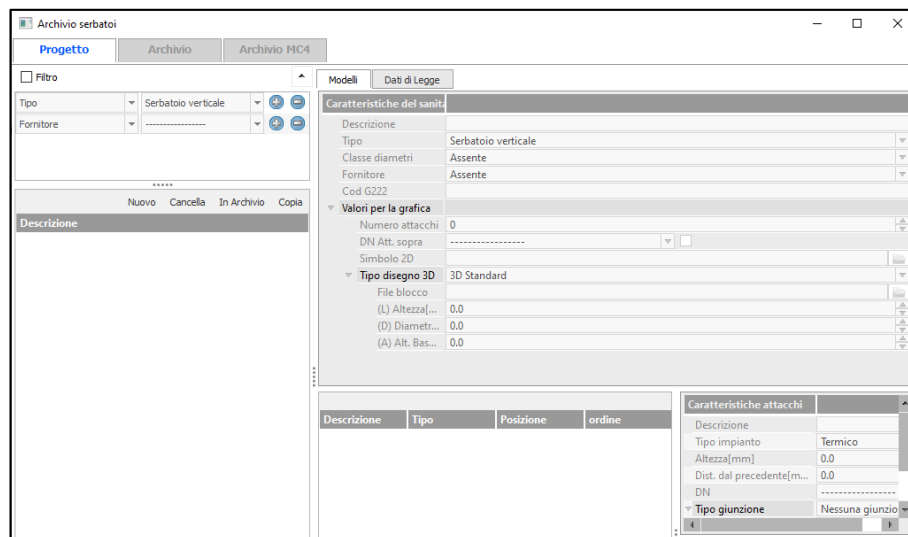 Archivio serbatoi
Progetto Archivio Archivio MC4
Filtro
Tipo Serbatoio verticale
Fornitore -----------------
Nuovo Cancella In Archivio Copia
Descrizione
Modelli Dati di Legge
Caratteristiche del sanita
Descrizione
Tipo Serbatoio verticale
Classe diametri Assente
Fornitore Assente
Cod G222
Valori per la grafica
Numero attacchi 0
DN Att. sopra -----------------
Simbolo 2D
Tipo disegno 3D 3D Standard
File blocco
(L) Altezza[... 0.0
(D) Diametr... 0.0
(A) Alt. Bas... 0.0
Descrizione Tipo Posizione ordine
Caratteristiche attacchi
Descrizione
Tipo impianto Termico
Altezza[mm] 0.0
Dist. dal precedente[m... 0.0
DN -----------------
Tipo giunzione Nessuna giunzio